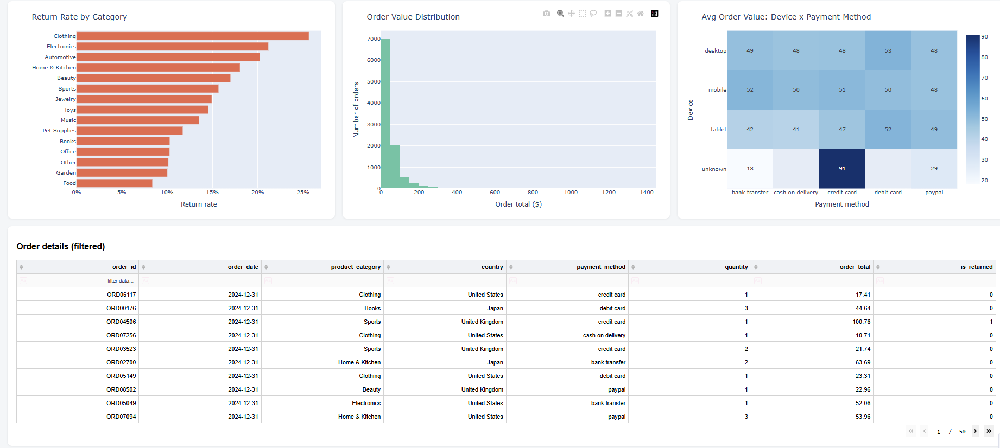 Return Rate by Category
Clothing
Electronics
Automotive
Home & Kitchen
Beauty
Sports
Jewelry
Toys
Music
Pet Supplies
Books
Office
Other
Garden
Food
0% 5% 10% 15% 20% 25%
Return rate
Order Value Distribution
7000
6000
5000
4000
3000
2000
1000
0
Number of orders
0 200 400 600 800 1000 1200 1400
Order total ($)
Avg Order Value: Device x Payment Method
Device
desktop 49 48 48 53 48
mobile 52 50 51 50 48
tablet 42 41 47 52 49
unknown 18 91 29
bank transfer cash on delivery credit card debit card paypal
Payment method
90
80
70
60
50
40
30
20
Order details (filtered)
order_id order_date product_category country payment_method quantity order_total is_returned
filter data...
ORD06117 2024-12-31 Clothing United States credit card 1 17.41 0
ORD00176 2024-12-31 Books Japan debit card 3 44.64 0
ORD04506 2024-12-31 Sports United Kingdom credit card 1 100.76 1
ORD07256 2024-12-31 Clothing United States cash on delivery 1 10.71 0
ORD03523 2024-12-31 Sports United Kingdom credit card 2 21.74 0
ORD02700 2024-12-31 Home & Kitchen Japan bank transfer 2 63.69 0
ORD05149 2024-12-31 Clothing United States debit card 1 23.31 0
ORD08502 2024-12-31 Beauty United Kingdom paypal 1 22.96 0
ORD05049 2024-12-31 Electronics United States bank transfer 1 52.06 0
ORD07094 2024-12-31 Home & Kitchen United States paypal 3 53.96 0
1 / 50